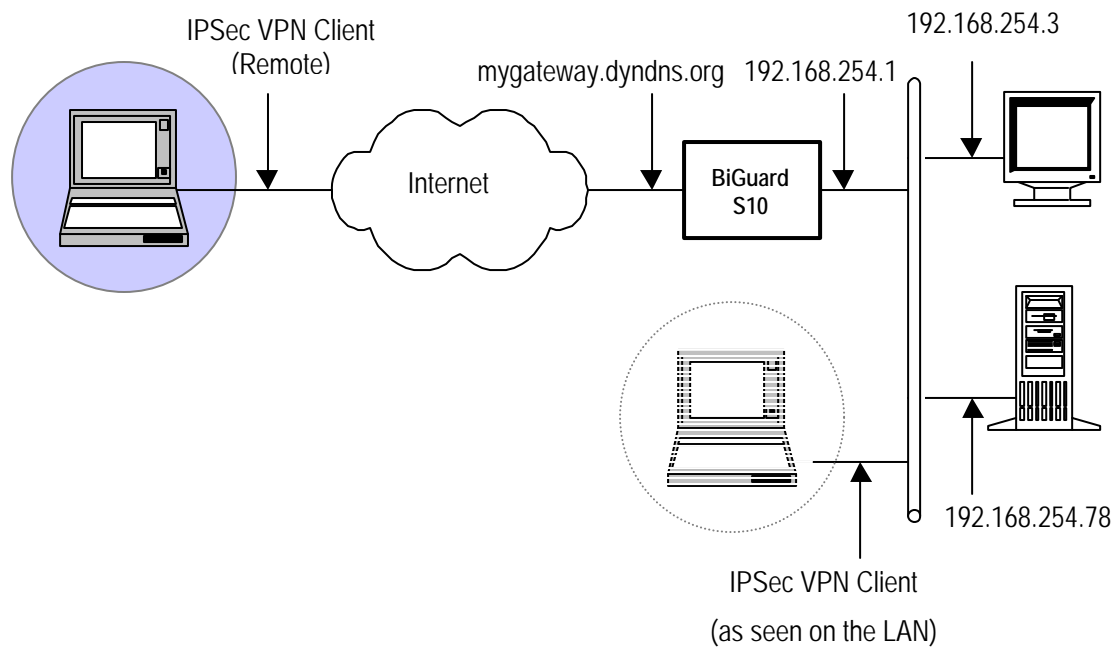 IPSec VPN Client
(Remote)
192.168.254.3
mygateway.dyndns.org
192.168.254.1
Internet
BiGuard
S10
192.168.254.78
IPSec VPN Client
(as seen on the LAN)